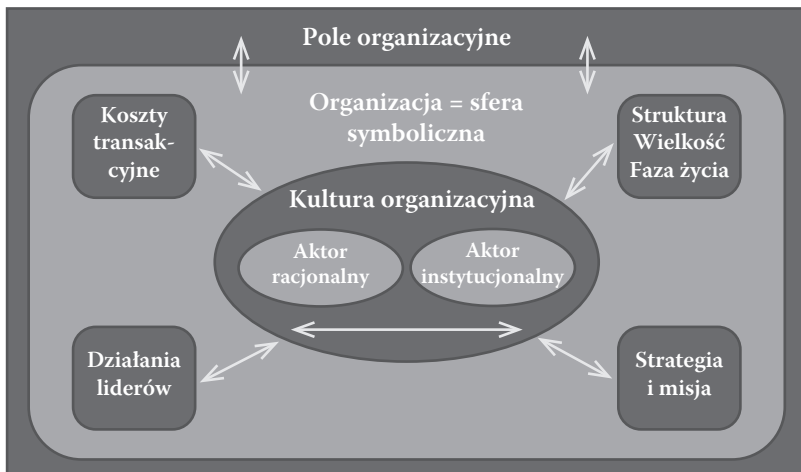 Pole organizacyjne
Organizacja = sfera
symboliczna
Koszty
transak-
cyjne
Struktura
Wielkość
Faza życia
Kultura organizacyjna
Aktor
racjonalny
Aktor
instytucjonalny
Działania
liderów
Strategia
i misja